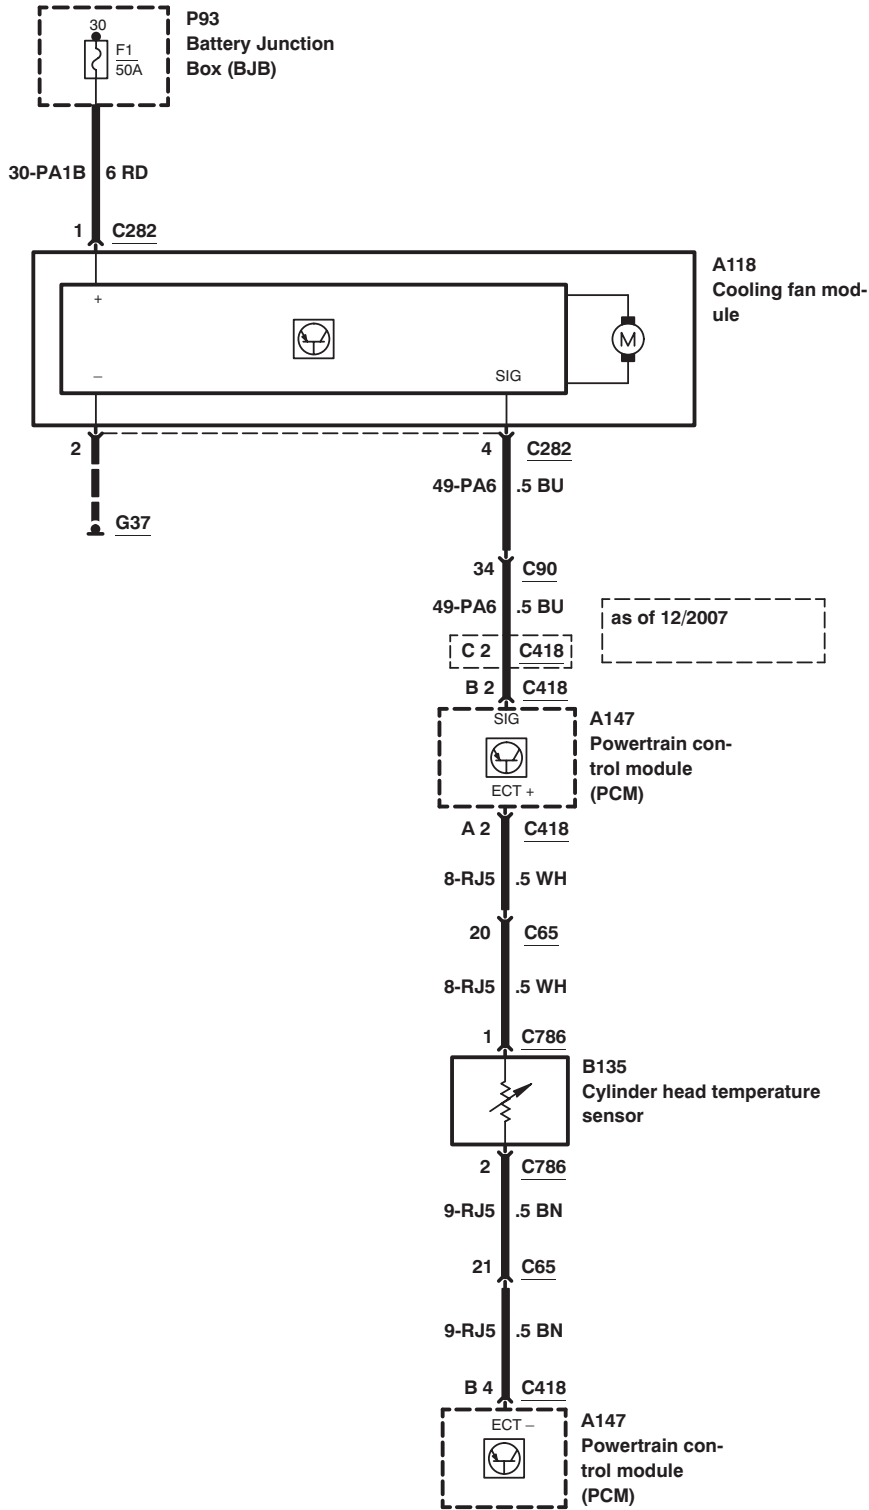 30
P93
F1
50A
Battery Junction
Box (BJB)
30-PA1B 6 RD
1 C282
A118
Cooling fan mod-
ule
+
M
–
SIG
2
4 C282
49-PA6 .5 BU
G37
34 C90
49-PA6 .5 BU
as of 12/2007
C 2 C418
B 2 C418
SIG
A147
Powertrain con-
trol module
(PCM)
ECT +
A 2 C418
8-RJ5 .5 WH
20 C65
8-RJ5 .5 WH
1 C786
B135
Cylinder head temperature
sensor
2 C786
9-RJ5 .5 BN
21 C65
9-RJ5 .5 BN
B 4 C418
ECT –
A147
Powertrain con-
trol module
(PCM)